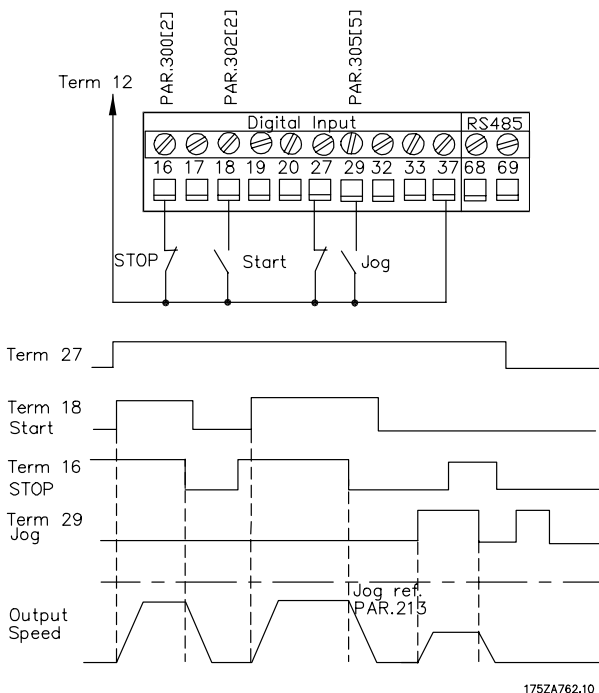 PAR.300[2]
PAR.302[2]
PAR.305[5]
Term 12
Digital Input RS485
16 17 18 19 20 27 29 32 33 37 68 69
STOP Start Jog
Term 27
Term 18
Start
Term 16
STOP
Term 29
Jog
Jog ref.
PAR.213
Output
Speed
175ZA762.10